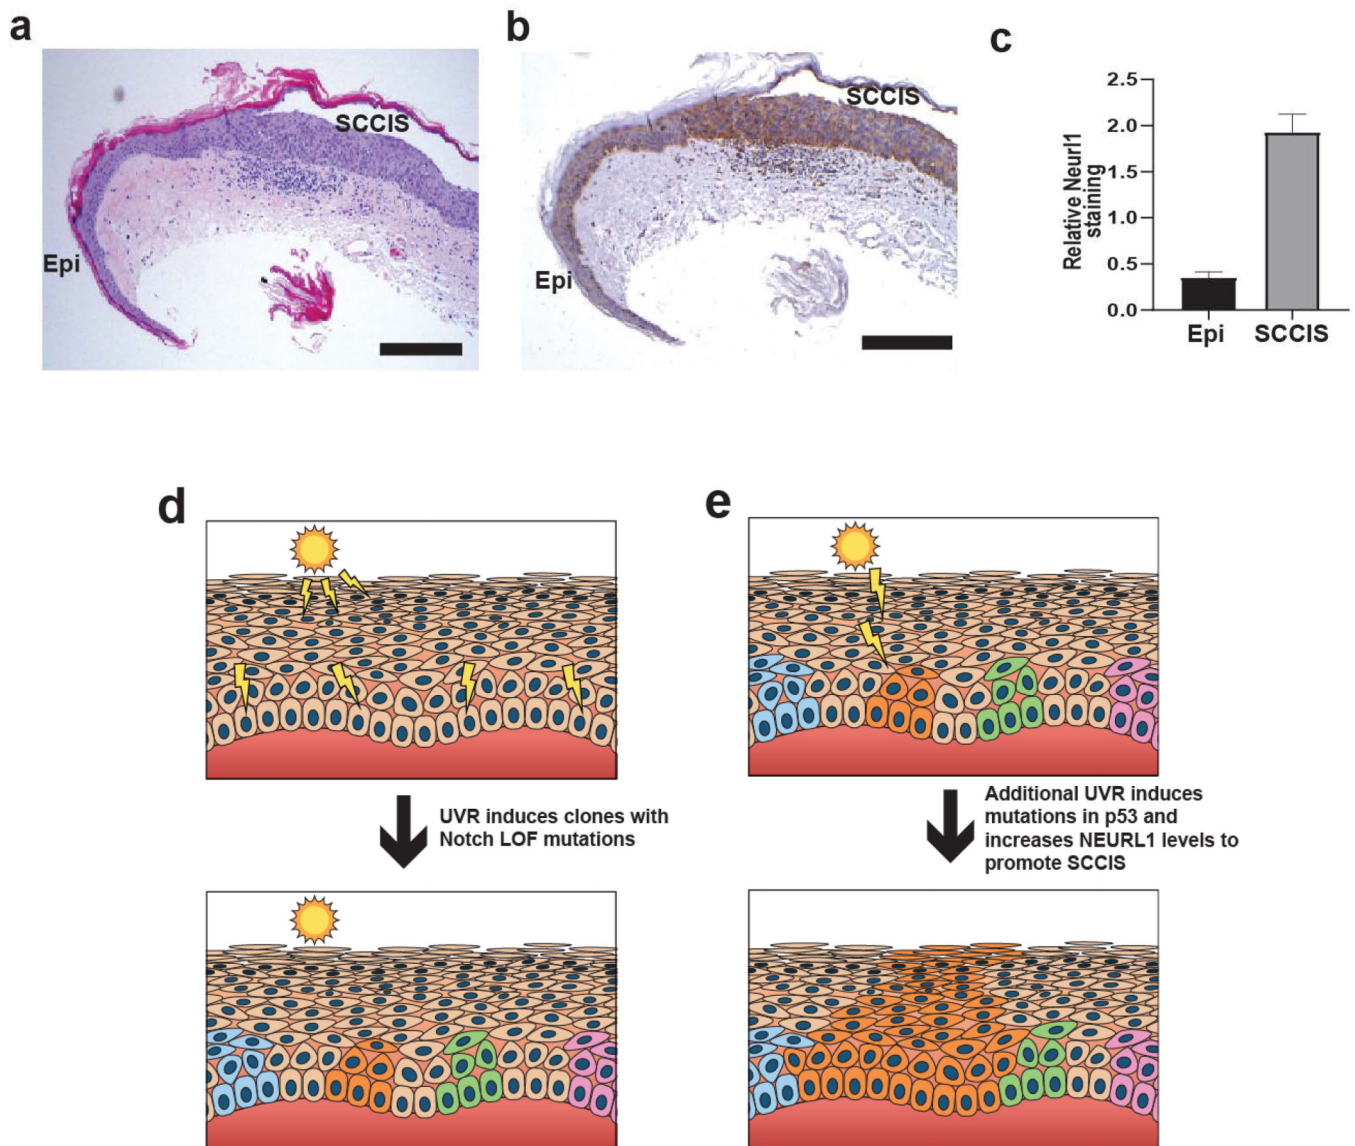 a
SCCIS
Epi
b
SCCIS
Epi
c
Relative Neurl1
staining
2.5
2.0
1.5
1.0
0.5
0.0
Epi
SCCIS
d
UVR induces clones with
Notch LOF mutations
e
Additional UVR induces
mutations in p53 and
increases NEURL1 levels to
promote SCCIS